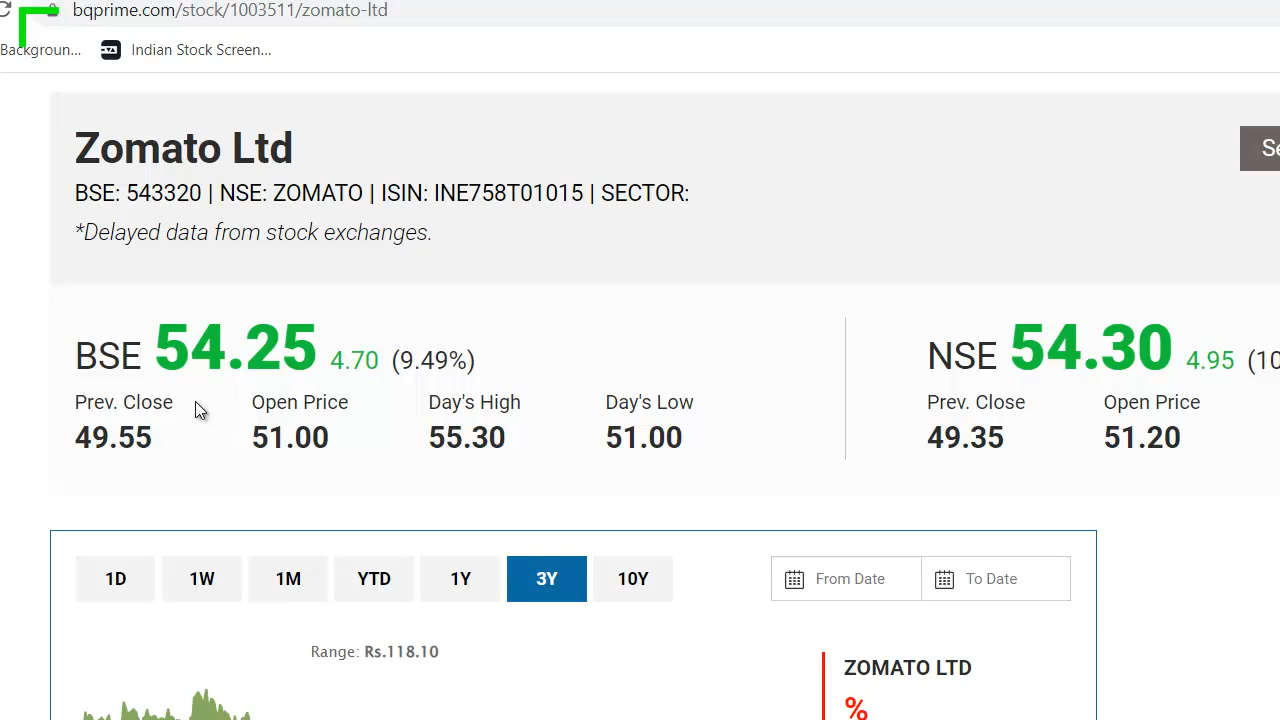 bqprime.com/stock/1003511/zomato-ltd
Backgroun... Indian Stock Screen...
Zomato Ltd
BSE: 543320 | NSE: ZOMATO | ISIN: INE758T01015 | SECTOR:
*Delayed data from stock exchanges.
BSE 54.25 4.70 (9.49%)
Prev. Close Open Price Day's High Day's Low
49.55 51.00 55.30 51.00
NSE 54.30 4.95 (10
Prev. Close Open Price
49.35 51.20
1D 1W 1M YTD 1Y 3Y 10Y From Date To Date
Range: Rs.118.10
ZOMATO LTD
%